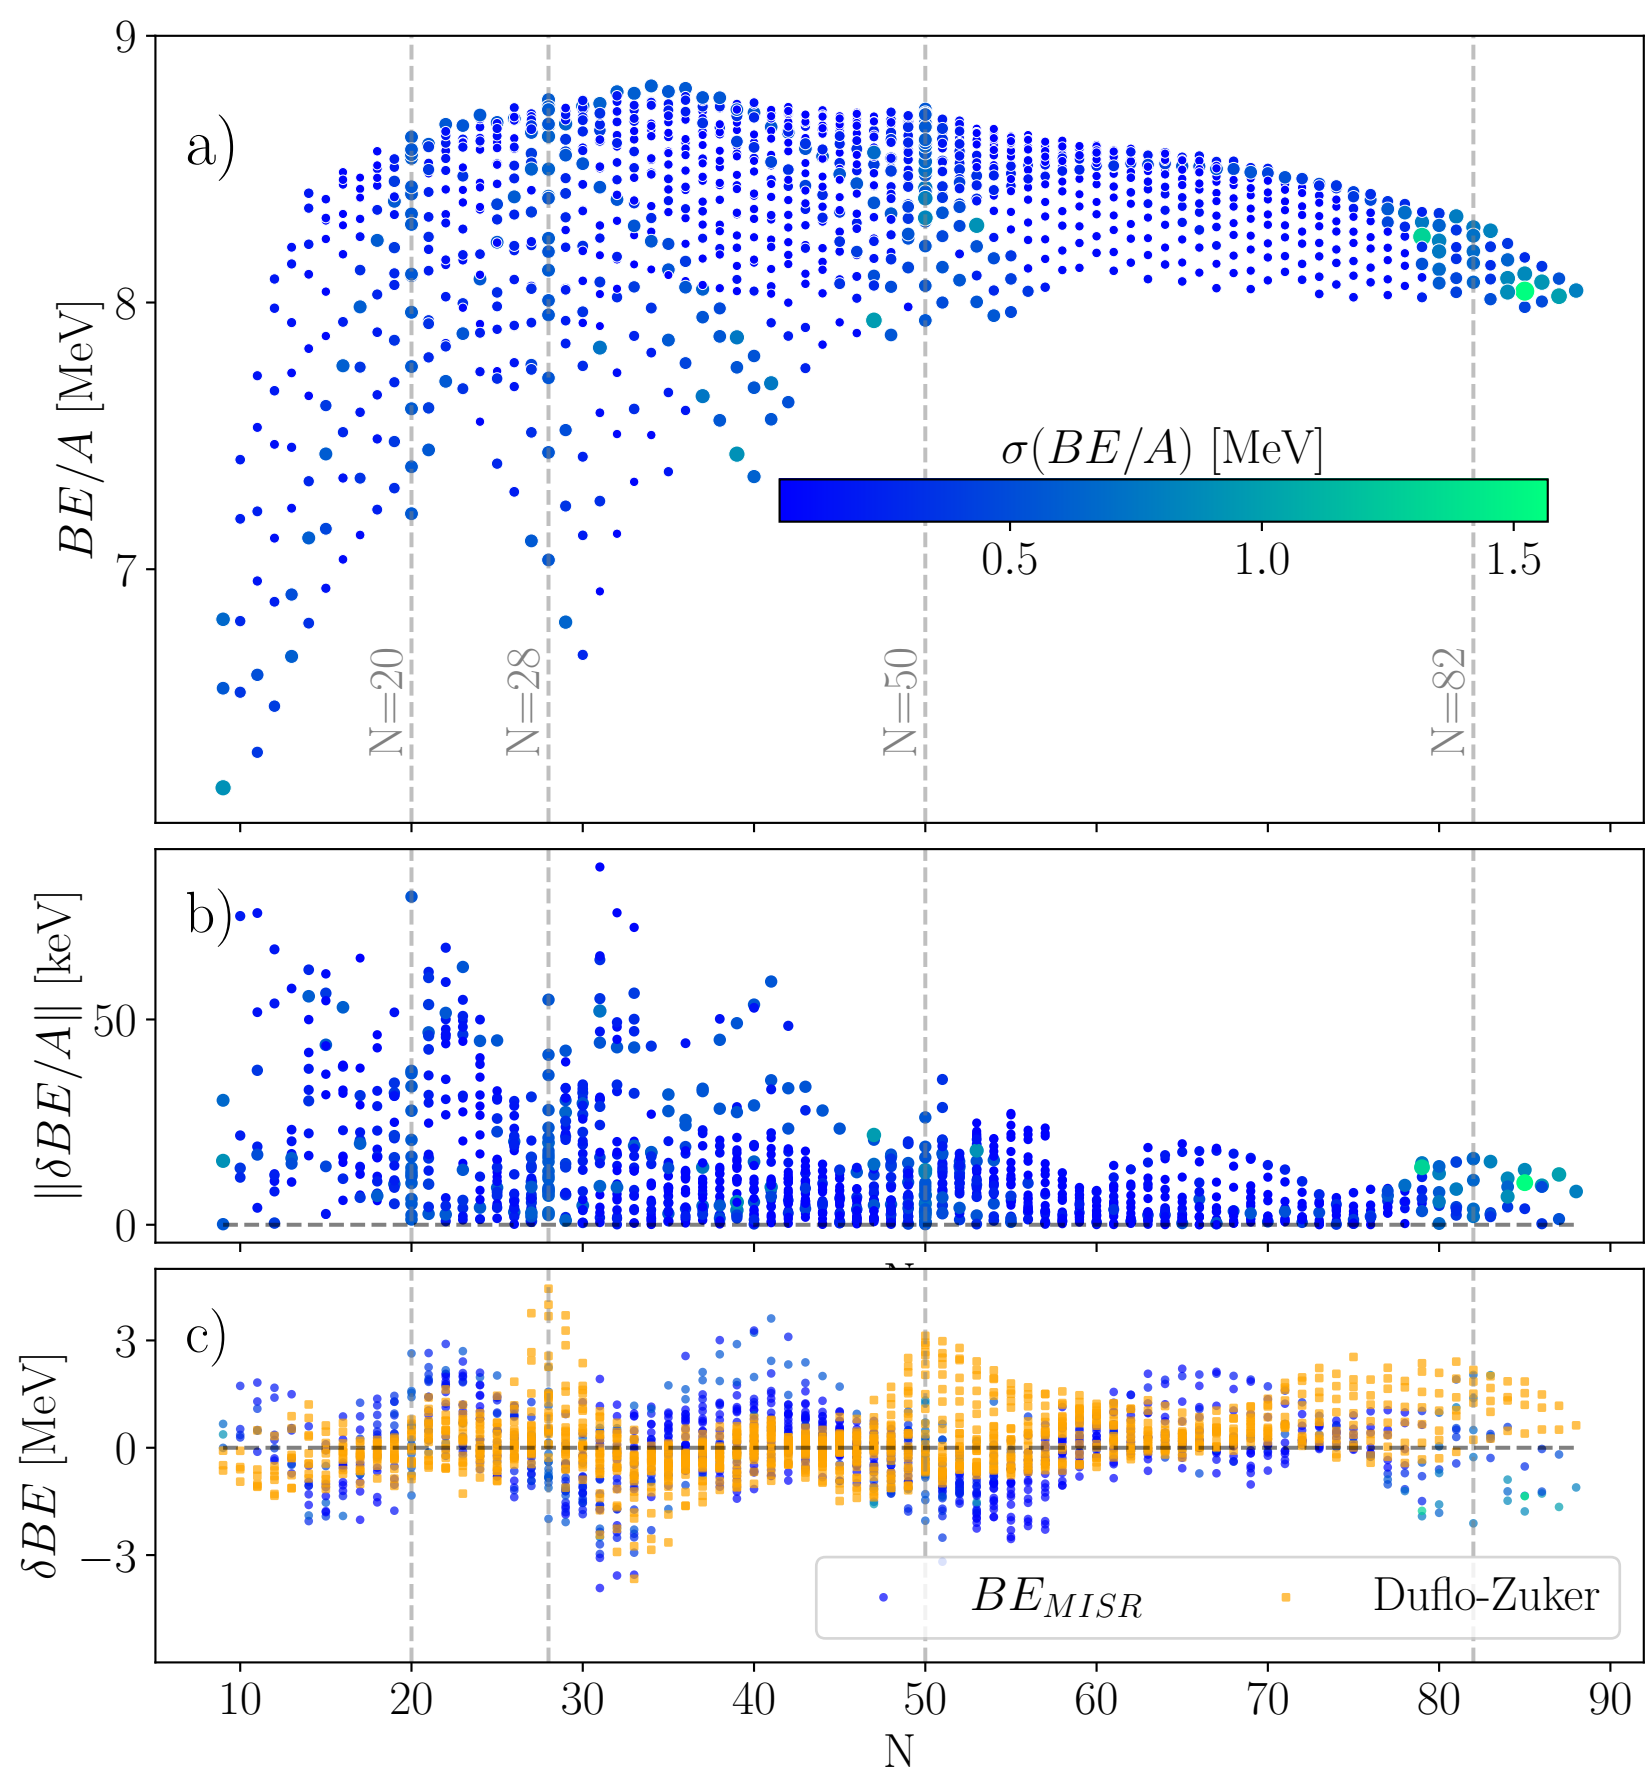 9
a)
8
BE/A [MeV]
σ(BE/A) [MeV]
0.5 1.0 1.5
7
N=20 N=28 N=50 N=82
b)
||δBE/A|| [keV]
50
0
c)
3
δBE [MeV]
0
−3
BE_MISR Duflo-Zuker
10 20 30 40 50 60 70 80 90
N